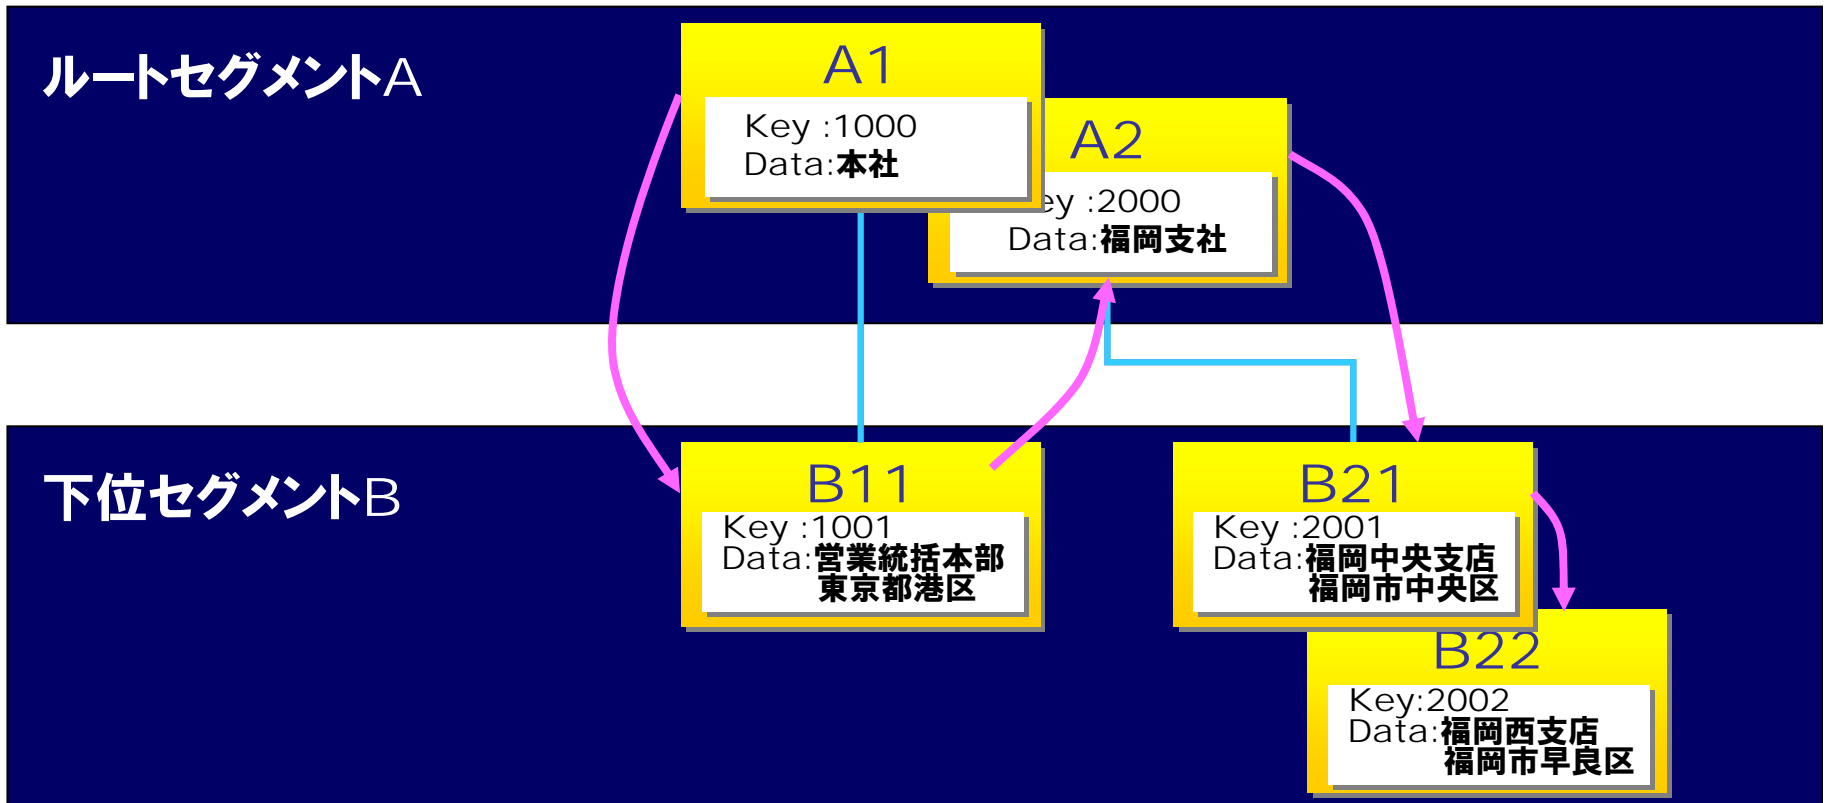 ルートセグメントA
A1
Key :1000
Data:本社
A2
ey :2000
Data:福岡支社
下位セグメントB
B11
Key :1001
Data:営業統括本部
東京都港区
B21
Key :2001
Data:福岡中央支店
福岡市中央区
B22
Key:2002
Data:福岡西支店
福岡市早良区